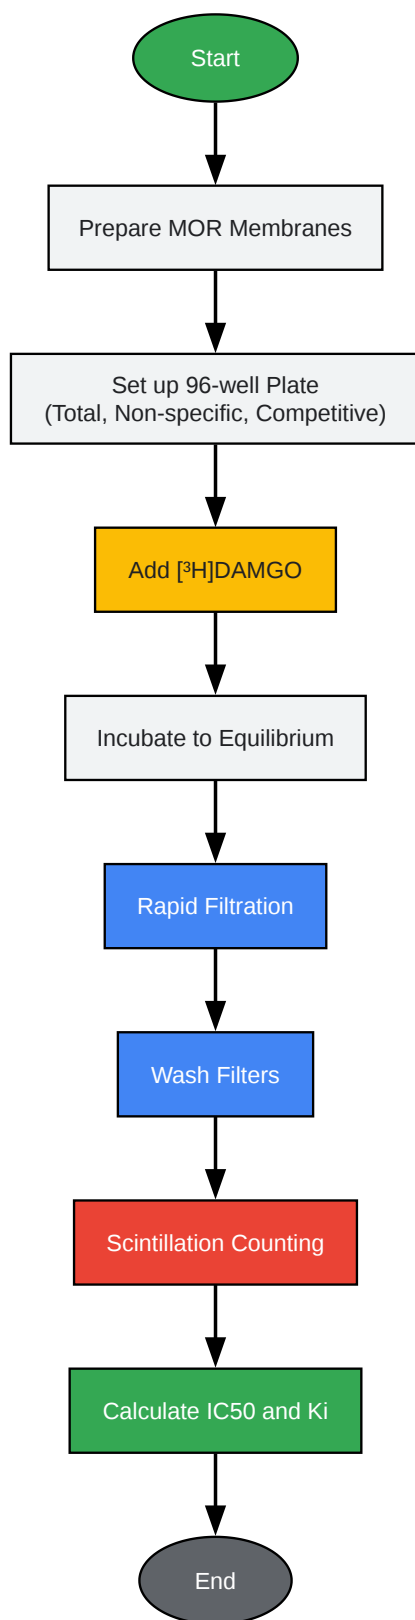 Start
Prepare MOR Membranes
Set up 96-well Plate
(Total, Non-specific, Competitive)
Add [³H]DAMGO
Incubate to Equilibrium
Rapid Filtration
Wash Filters
Scintillation Counting
Calculate IC50 and Ki
End